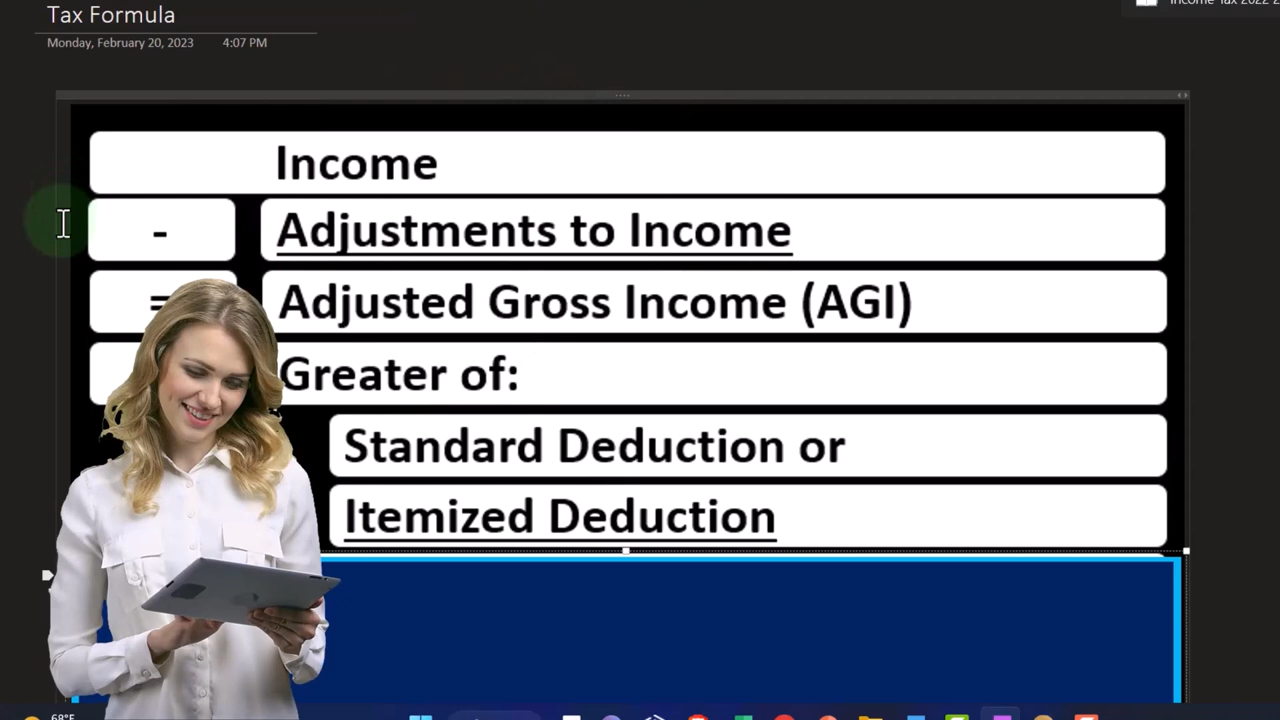 Tax Formula
Monday, February 20, 2023 4:07 PM
Income
- Adjustments to Income
= Adjusted Gross Income (AGI)
Greater of:
Standard Deduction or
Itemized Deduction
68°F